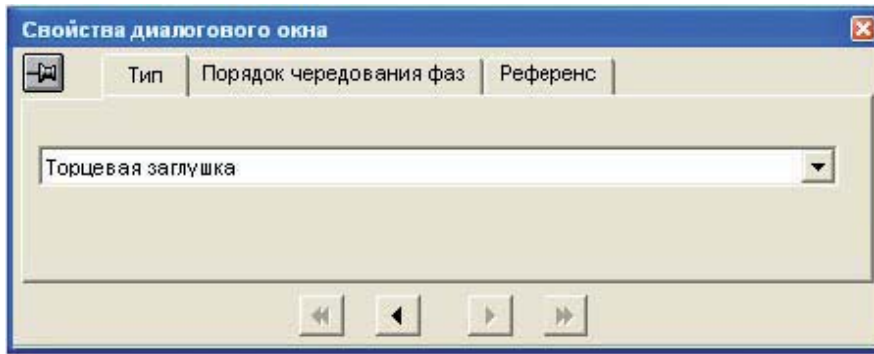 Свойства диалогового окна
Тип Порядок чередования фаз Референс
Торцевая заглушка